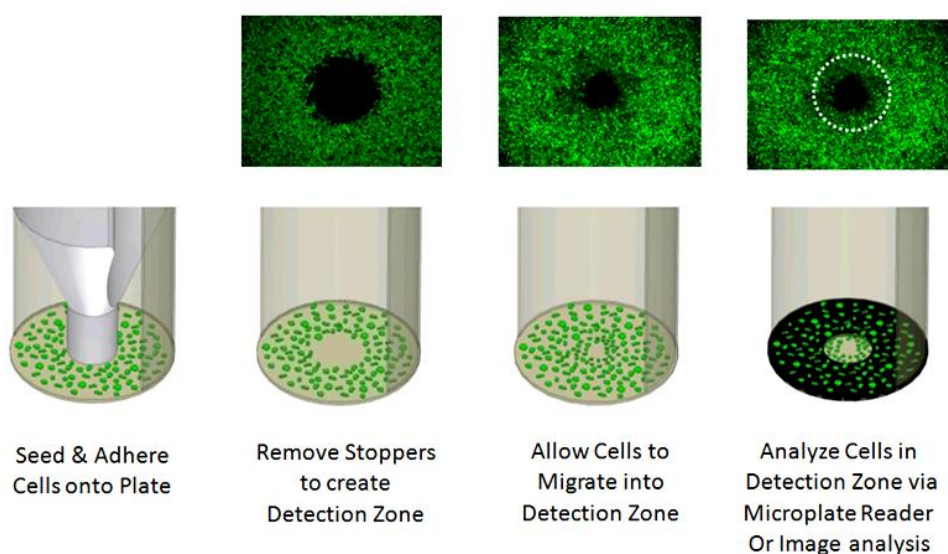 Seed & Adhere
Cells onto Plate
Remove Stoppers
to create
Detection Zone
Allow Cells to
Migrate into
Detection Zone
Analyze Cells in
Detection Zone via
Microplate Reader
Or Image analysis